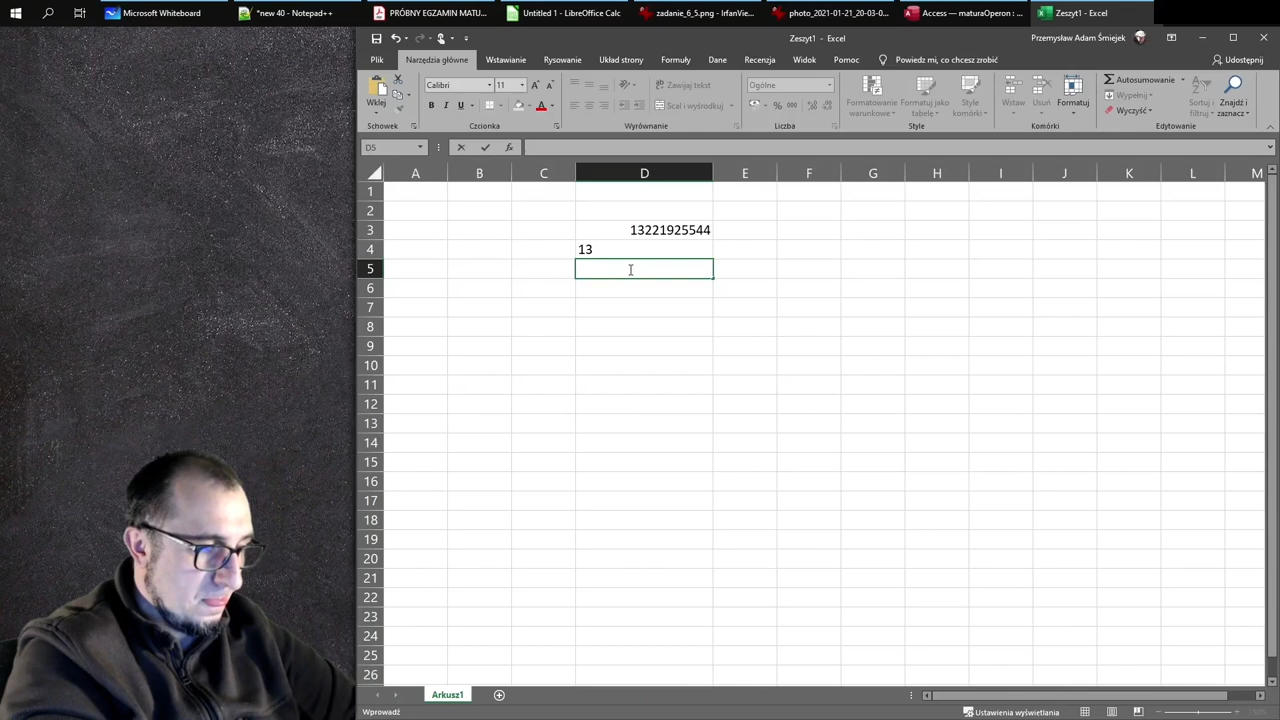 Microsoft Whiteboard
*new 40 - Notepad++
PRÓBNY EGZAMIN MATU...
Untitled 1 - LibreOffice Calc
zadanie_6_5.png - IrfanVie...
photo_2021-01-21_20-03-0...
Access — maturaOperon : ...
Zeszyt1 - Excel
Zeszyt1 - Excel
Przemysław Adam Śmiejek
Plik
Narzędzia główne
Wstawianie
Rysowanie
Układ strony
Formuły
Dane
Recenzja
Widok
Pomoc
Powiedz mi, co chcesz zrobić
Udostępnij
Wklej
Calibri
11
B I U
Zawijaj tekst
Scal i wyśrodkuj
Ogólne
% 000
Formatowanie warunkowe
Formatuj jako tabelę
Style komórki
Wstaw
Usuń
Formatuj
Autosumowanie
Wypełnij
Wyczyść
Sortuj i filtruj
Znajdź i zaznacz
Schowek
Czcionka
Wyrównanie
Liczba
Style
Komórki
Edytowanie
D5
fx
A B C D E F G H I J K L M
1
2
3 13221925544
4 13
5
6
7
8
9
10
11
12
13
14
15
16
17
18
19
20
21
22
23
24
25
26
Arkusz1
Wprowadź
Ustawienia wyświetlania